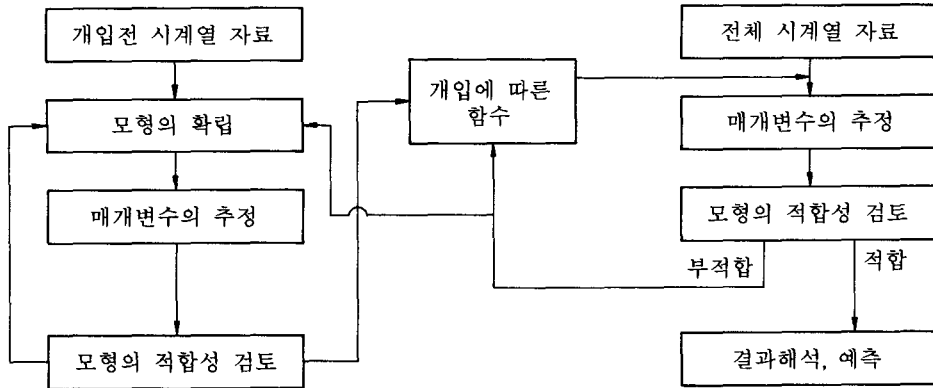 개입전 시계열 자료
모형의 확립
매개변수의 추정
모형의 적합성 검토
개입에 따른
함수
전체 시계열 자료
매개변수의 추정
모형의 적합성 검토
부적합
적합
결과해석, 예측